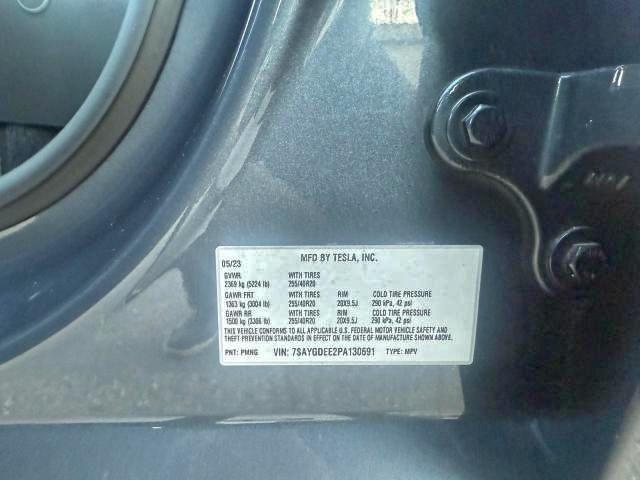 05/23 MFD BY TESLA, INC.
GVWR WITH TIRES
2369 kg (5224 lb) 255/40R20
GAWR FRT WITH TIRES RIM COLD TIRE PRESSURE
1363 kg (3004 lb) 255/40R20 20X9.5J 290 kPa, 42 psi
GAWR RR WITH TIRES RIM COLD TIRE PRESSURE
1500 kg (3306 lb) 255/40R20 20X9.5J 290 kPa, 42 psi
THIS VEHICLE CONFORMS TO ALL APPLICABLE U.S. FEDERAL MOTOR VEHICLE SAFETY AND
THEFT PREVENTION STANDARDS IN EFFECT ON THE DATE OF MANUFACTURE SHOWN ABOVE.
PNT: PMNG VIN: 7SAYGDEE2PA130691 TYPE: MPV